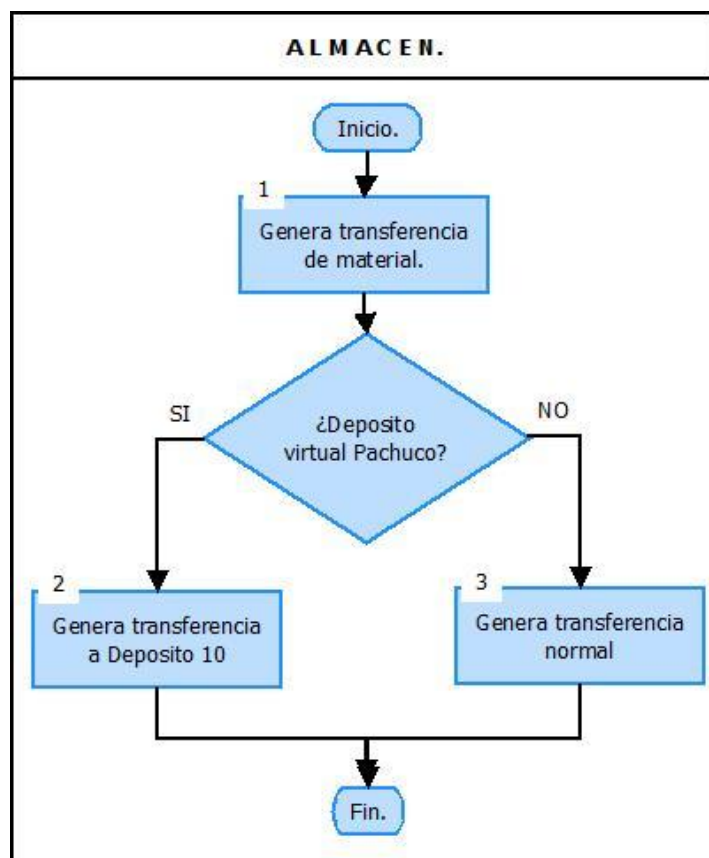 ALMACEN.
Inicio.
1
Genera transferencia
de material.
¿Deposito
virtual Pachuco?
SI
NO
2
Genera transferencia
a Deposito 10
3
Genera transferencia
normal
Fin.